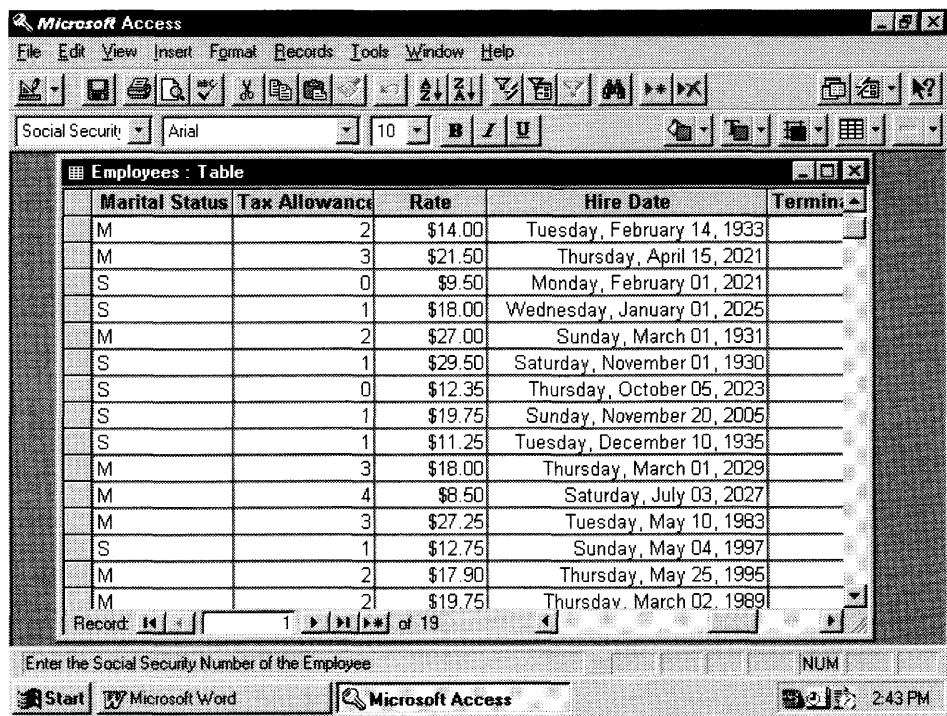 Microsoft Access
File Edit View Insert Format Records Tools Window Help
Social Securit Arial 10 B I U
Employees : Table
Marital Status Tax Allowance Rate Hire Date Termina
M 2 $14.00 Tuesday, February 14, 1933
M 3 $21.50 Thursday, April 15, 2021
S 0 $9.50 Monday, February 01, 2021
S 1 $18.00 Wednesday, January 01, 2025
M 2 $27.00 Sunday, March 01, 1931
S 1 $29.50 Saturday, November 01, 1930
S 0 $12.35 Thursday, October 05, 2023
S 1 $19.75 Sunday, November 20, 2005
S 1 $11.25 Tuesday, December 10, 1935
M 3 $18.00 Thursday, March 01, 2029
M 4 $8.50 Saturday, July 03, 2027
M 3 $27.25 Tuesday, May 10, 1983
S 1 $12.75 Sunday, May 04, 1997
M 2 $17.90 Thursday, May 25, 1995
M 2 $19.75 Thursday, March 02, 1989
Record: 1 of 19
Enter the Social Security Number of the Employee NUM
Start Microsoft Word Microsoft Access 2:43 PM